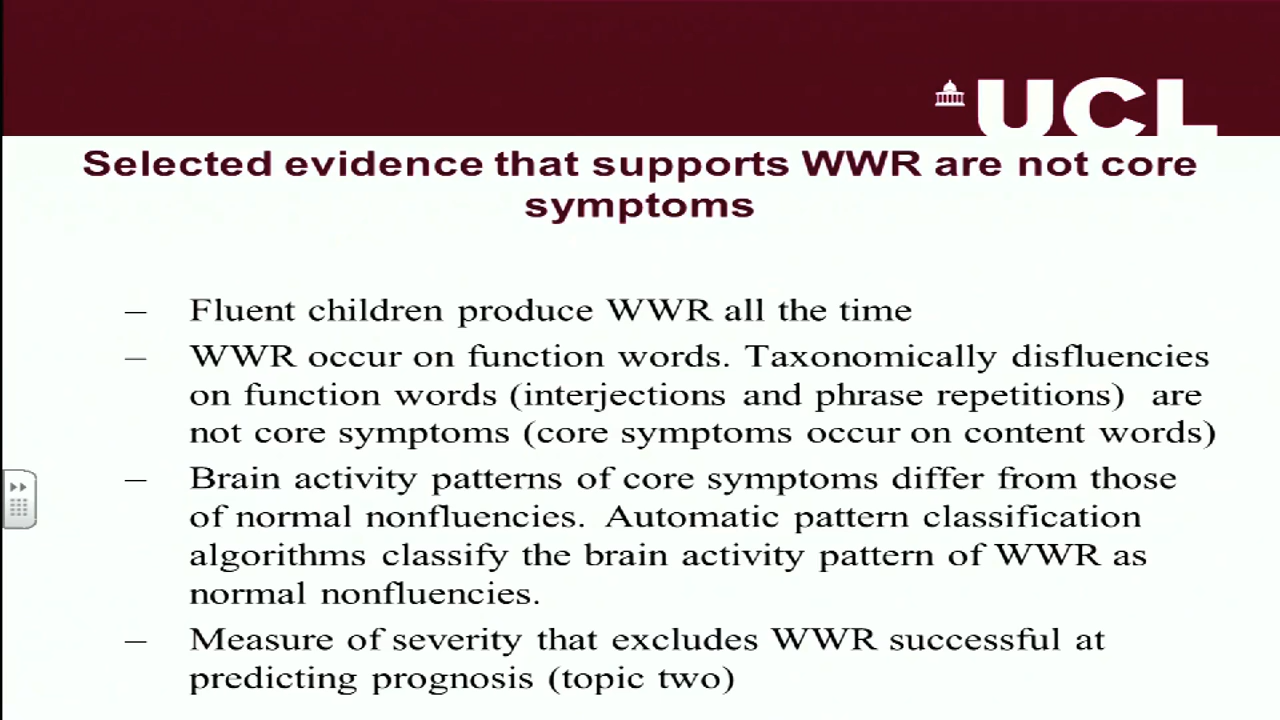 UCL
Selected evidence that supports WWR are not core
symptoms
– Fluent children produce WWR all the time
– WWR occur on function words. Taxonomically disfluencies
on function words (interjections and phrase repetitions) are
not core symptoms (core symptoms occur on content words)
– Brain activity patterns of core symptoms differ from those
of normal nonfluencies. Automatic pattern classification
algorithms classify the brain activity pattern of WWR as
normal nonfluencies.
– Measure of severity that excludes WWR successful at
predicting prognosis (topic two)